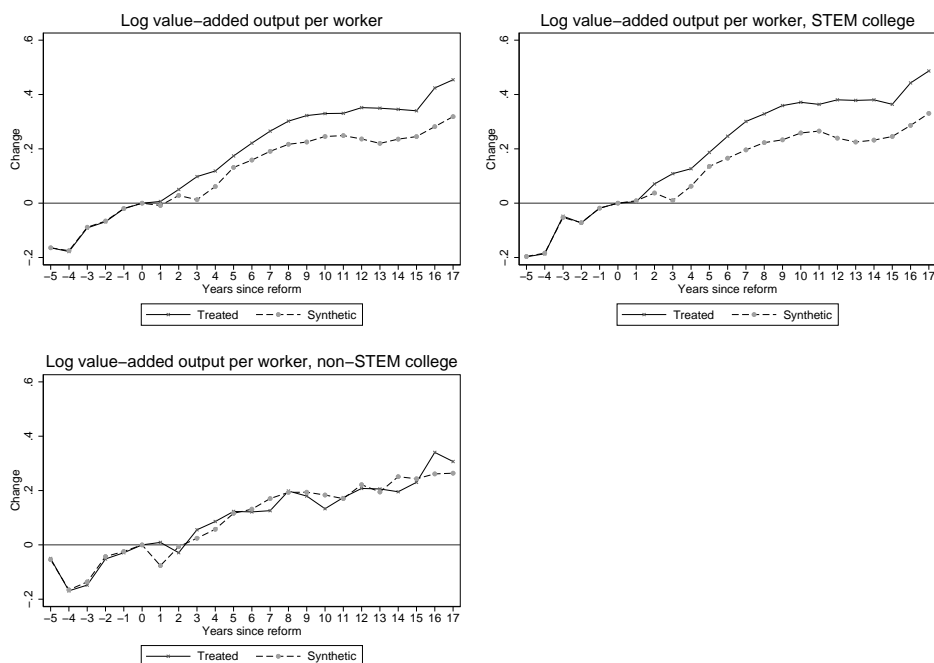 Log value−added output per worker
.6
.4
.2
0
−.2
Change
−5 −4 −3 −2 −1 0 1 2 3 4 5 6 7 8 9 10 11 12 13 14 15 16 17
Years since reform
Treated Synthetic
Log value−added output per worker, STEM college
.6
.4
.2
0
−.2
Change
−5 −4 −3 −2 −1 0 1 2 3 4 5 6 7 8 9 10 11 12 13 14 15 16 17
Years since reform
Treated Synthetic
Log value−added output per worker, non−STEM college
.6
.4
.2
0
−.2
Change
−5 −4 −3 −2 −1 0 1 2 3 4 5 6 7 8 9 10 11 12 13 14 15 16 17
Years since reform
Treated Synthetic